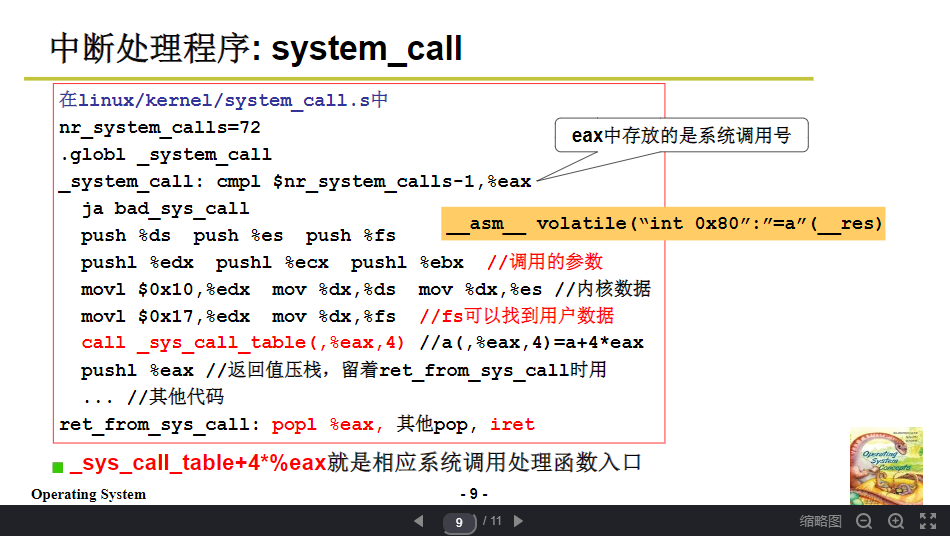 中断处理程序: system_call
在linux/kernel/system_call.s中
nr_system_calls=72
.globl _system_call
_system_call: cmpl $nr_system_calls-1,%eax
eax中存放的是系统调用号
ja bad_sys_call
__asm__ volatile(“int 0x80”:”=a”(__res)
push %ds push %es push %fs
pushl %edx pushl %ecx pushl %ebx //调用的参数
movl $0x10,%edx mov %dx,%ds mov %dx,%es //内核数据
movl $0x17,%edx mov %dx,%fs //fs可以找到用户数据
call _sys_call_table(,%eax,4) //a(,%eax,4)=a+4*eax
pushl %eax //返回值压栈，留着ret_from_sys_call时用
... //其他代码
ret_from_sys_call: popl %eax, 其他pop, iret
_sys_call_table+4*%eax就是相应系统调用处理函数入口
Operating System
- 9 -
Operating
System
Concepts
9 / 11
缩略图